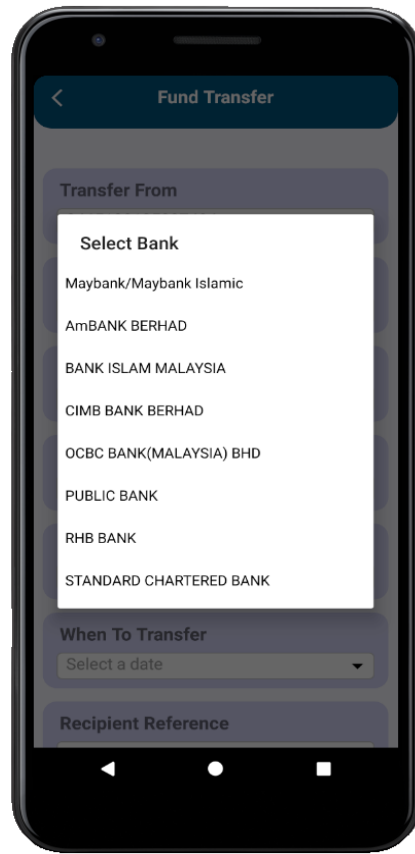 Fund Transfer
Transfer From
Select Bank
Maybank/Maybank Islamic
AmBANK BERHAD
BANK ISLAM MALAYSIA
CIMB BANK BERHAD
OCBC BANK(MALAYSIA) BHD
PUBLIC BANK
RHB BANK
STANDARD CHARTERED BANK
When To Transfer
Select a date
Recipient Reference